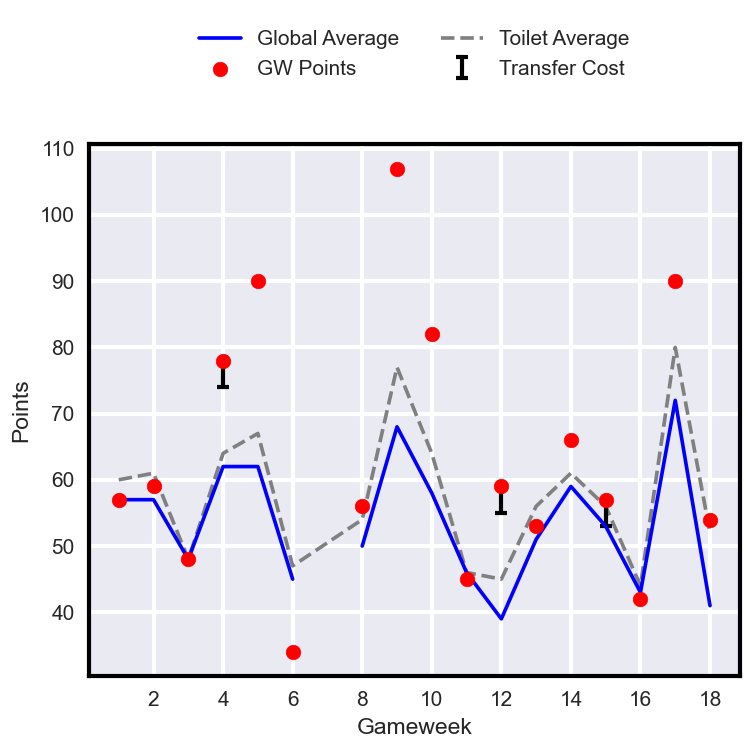 Global Average
GW Points
Toilet Average
Transfer Cost
110
100
90
80
70
60
50
40
Points
2 4 6 8 10 12 14 16 18
Gameweek